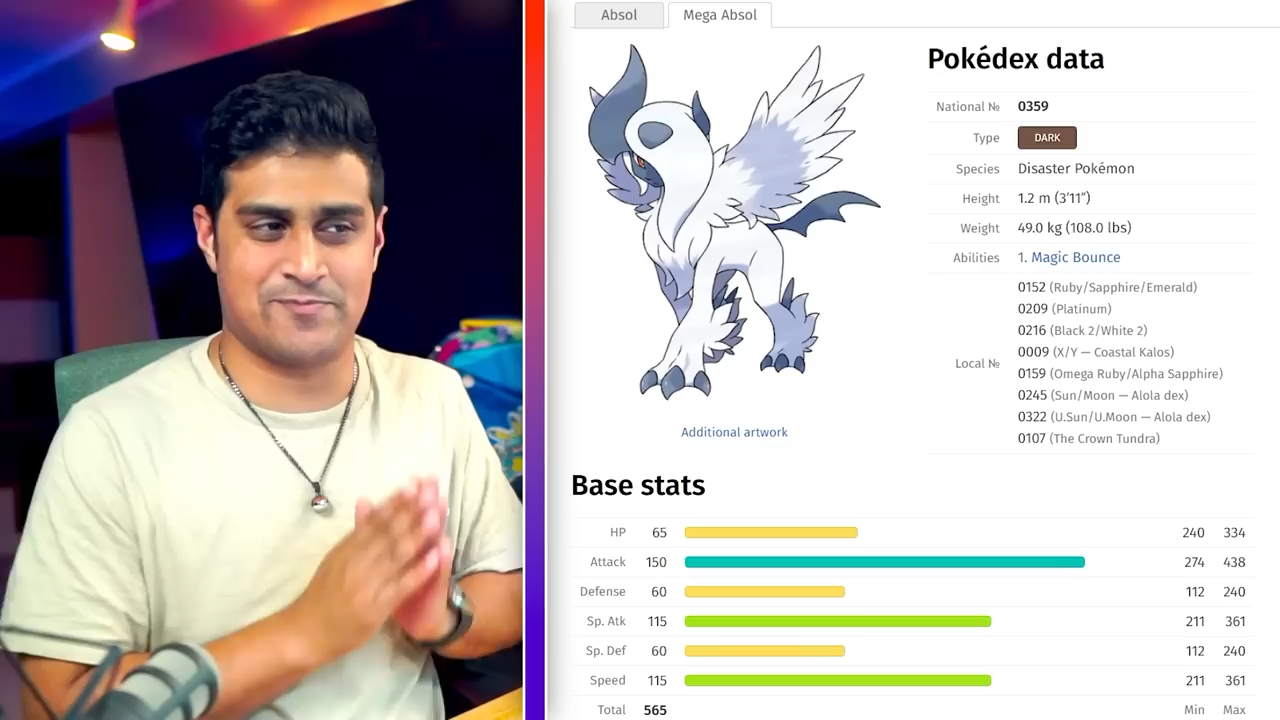 Absol
Mega Absol
Pokédex data
National № 0359
Type DARK
Species Disaster Pokémon
Height 1.2 m (3′11″)
Weight 49.0 kg (108.0 lbs)
Abilities 1. Magic Bounce
Local №
0152 (Ruby/Sapphire/Emerald)
0209 (Platinum)
0216 (Black 2/White 2)
0009 (X/Y — Coastal Kalos)
0159 (Omega Ruby/Alpha Sapphire)
0245 (Sun/Moon — Alola dex)
0322 (U.Sun/U.Moon — Alola dex)
0107 (The Crown Tundra)
Additional artwork
Base stats
HP 65 240 334
Attack 150 274 438
Defense 60 112 240
Sp. Atk 115 211 361
Sp. Def 60 112 240
Speed 115 211 361
Total 565 Min Max